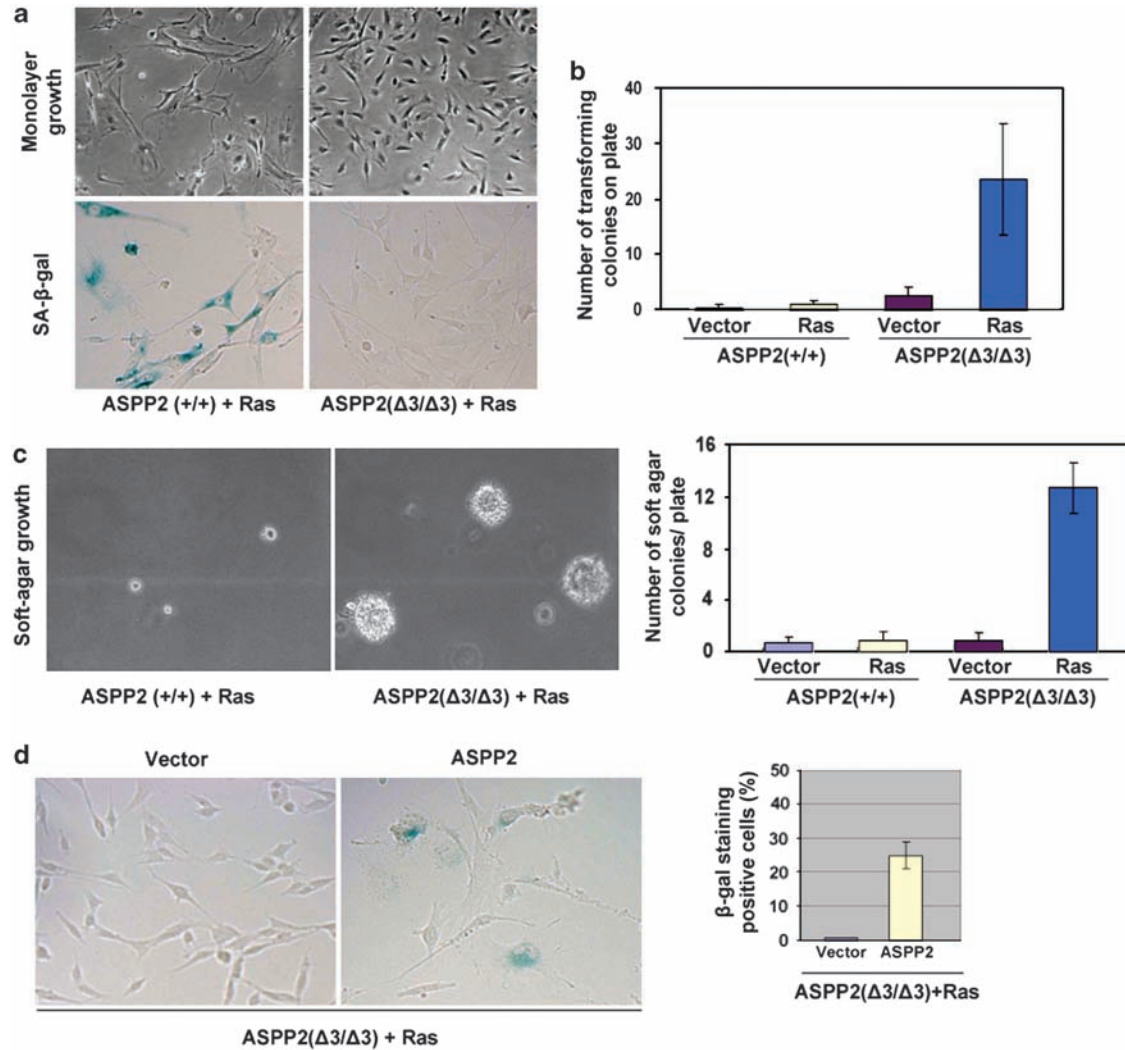 a
Monolayer
growth
SA-β-gal
ASPP2 (+/+) + Ras
ASPP2(Δ3/Δ3) + Ras
b
Number of transforming
colonies on plate
40
30
20
10
0
Vector
Ras
Vector
Ras
ASPP2(+/+)
ASPP2(Δ3/Δ3)
c
Soft-agar growth
ASPP2 (+/+) + Ras
ASPP2(Δ3/Δ3) + Ras
Number of soft agar
colonies/ plate
16
12
8
4
0
Vector
Ras
Vector
Ras
ASPP2(+/+)
ASPP2(Δ3/Δ3)
d
Vector
ASPP2
ASPP2(Δ3/Δ3) + Ras
β-gal staining
positive cells (%)
50
40
30
20
10
0
Vector
ASPP2
ASPP2(Δ3/Δ3)+Ras